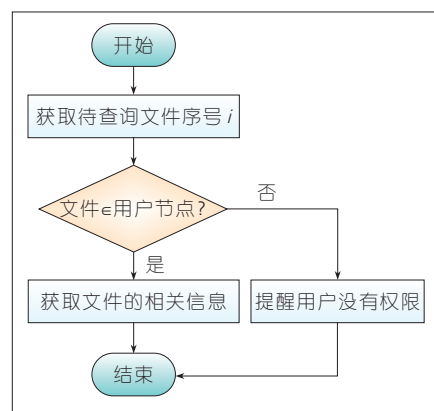 开始
获取待查询文件序号i
文件∈用户节点?
否
是
获取文件的相关信息
提醒用户没有权限
结束